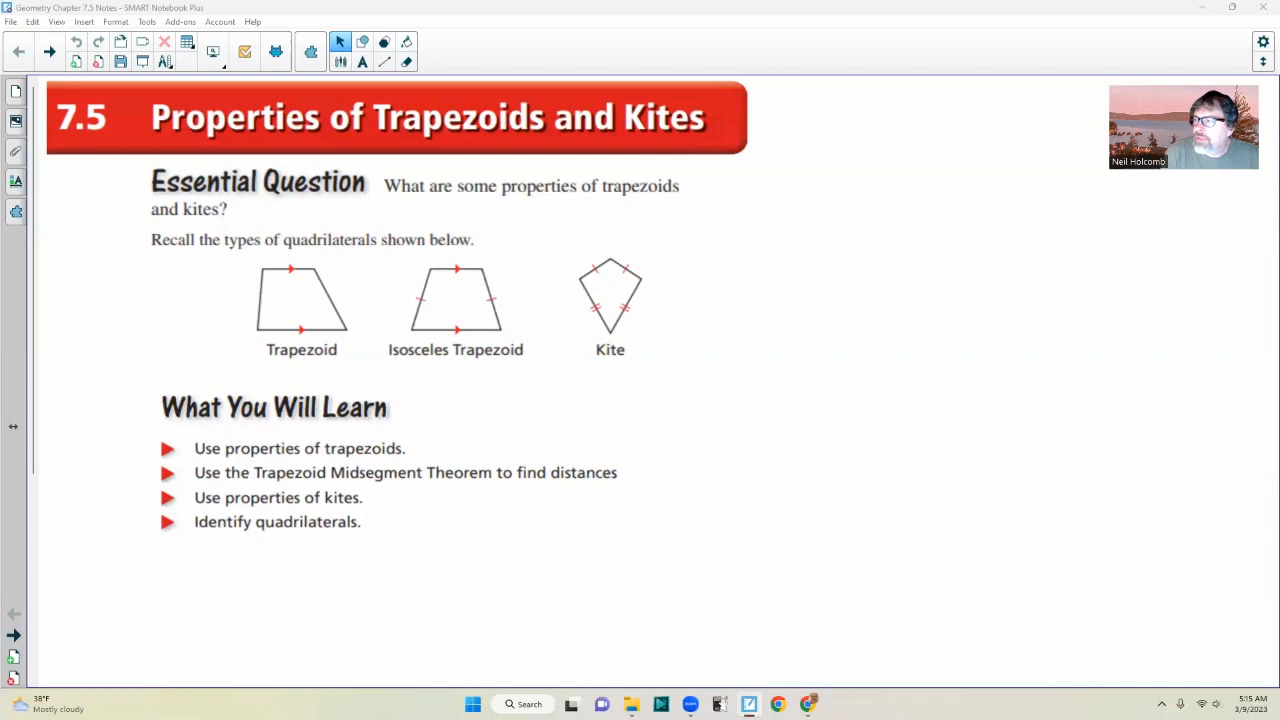 Geometry Chapter 7.5 Notes - SMART Notebook Plus
File Edit View Insert Format Tools Add-ons Account Help
7.5 Properties of Trapezoids and Kites
Neil Holcomb
Essential Question What are some properties of trapezoids
and kites?
Recall the types of quadrilaterals shown below.
Trapezoid Isosceles Trapezoid Kite
What You Will Learn
Use properties of trapezoids.
Use the Trapezoid Midsegment Theorem to find distances
Use properties of kites.
Identify quadrilaterals.
38°F
Mostly cloudy
Search
zoom
5:15 AM
3/9/2023